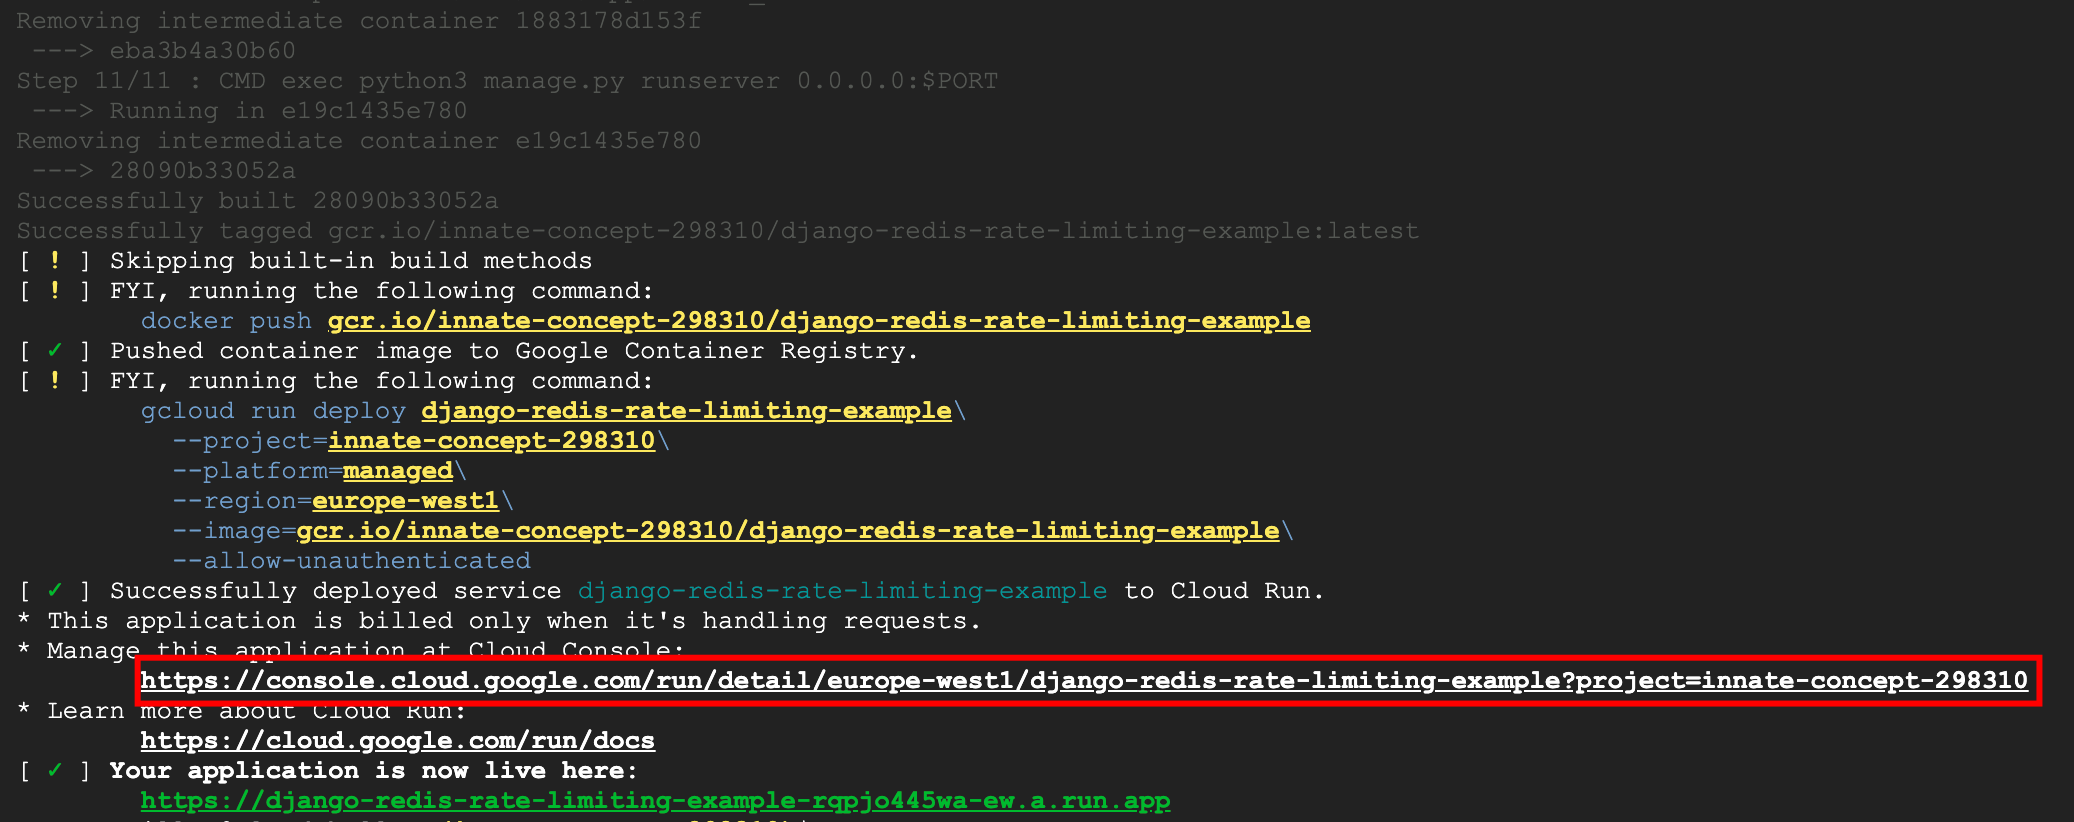 Removing intermediate container 1883178d153f
---> eba3b4a30b60
Step 11/11 : CMD exec python3 manage.py runserver 0.0.0.0:$PORT
---> Running in e19c1435e780
Removing intermediate container e19c1435e780
---> 28090b33052a
Successfully built 28090b33052a
Successfully tagged gcr.io/innate-concept-298310/django-redis-rate-limiting-example:latest
[ ! ] Skipping built-in build methods
[ ! ] FYI, running the following command:
docker push gcr.io/innate-concept-298310/django-redis-rate-limiting-example
[ ✓ ] Pushed container image to Google Container Registry.
[ ! ] FYI, running the following command:
gcloud run deploy django-redis-rate-limiting-example\
--project=innate-concept-298310\
--platform=managed\
--region=europe-west1\
--image=gcr.io/innate-concept-298310/django-redis-rate-limiting-example\
--allow-unauthenticated
[ ✓ ] Successfully deployed service django-redis-rate-limiting-example to Cloud Run.
* This application is billed only when it's handling requests.
* Manage this application at Cloud Console:
https://console.cloud.google.com/run/detail/europe-west1/django-redis-rate-limiting-example?project=innate-concept-298310
* Learn more about Cloud Run:
https://cloud.google.com/run/docs
[ ✓ ] Your application is now live here:
https://django-redis-rate-limiting-example-rqpjo445wa-ew.a.run.app